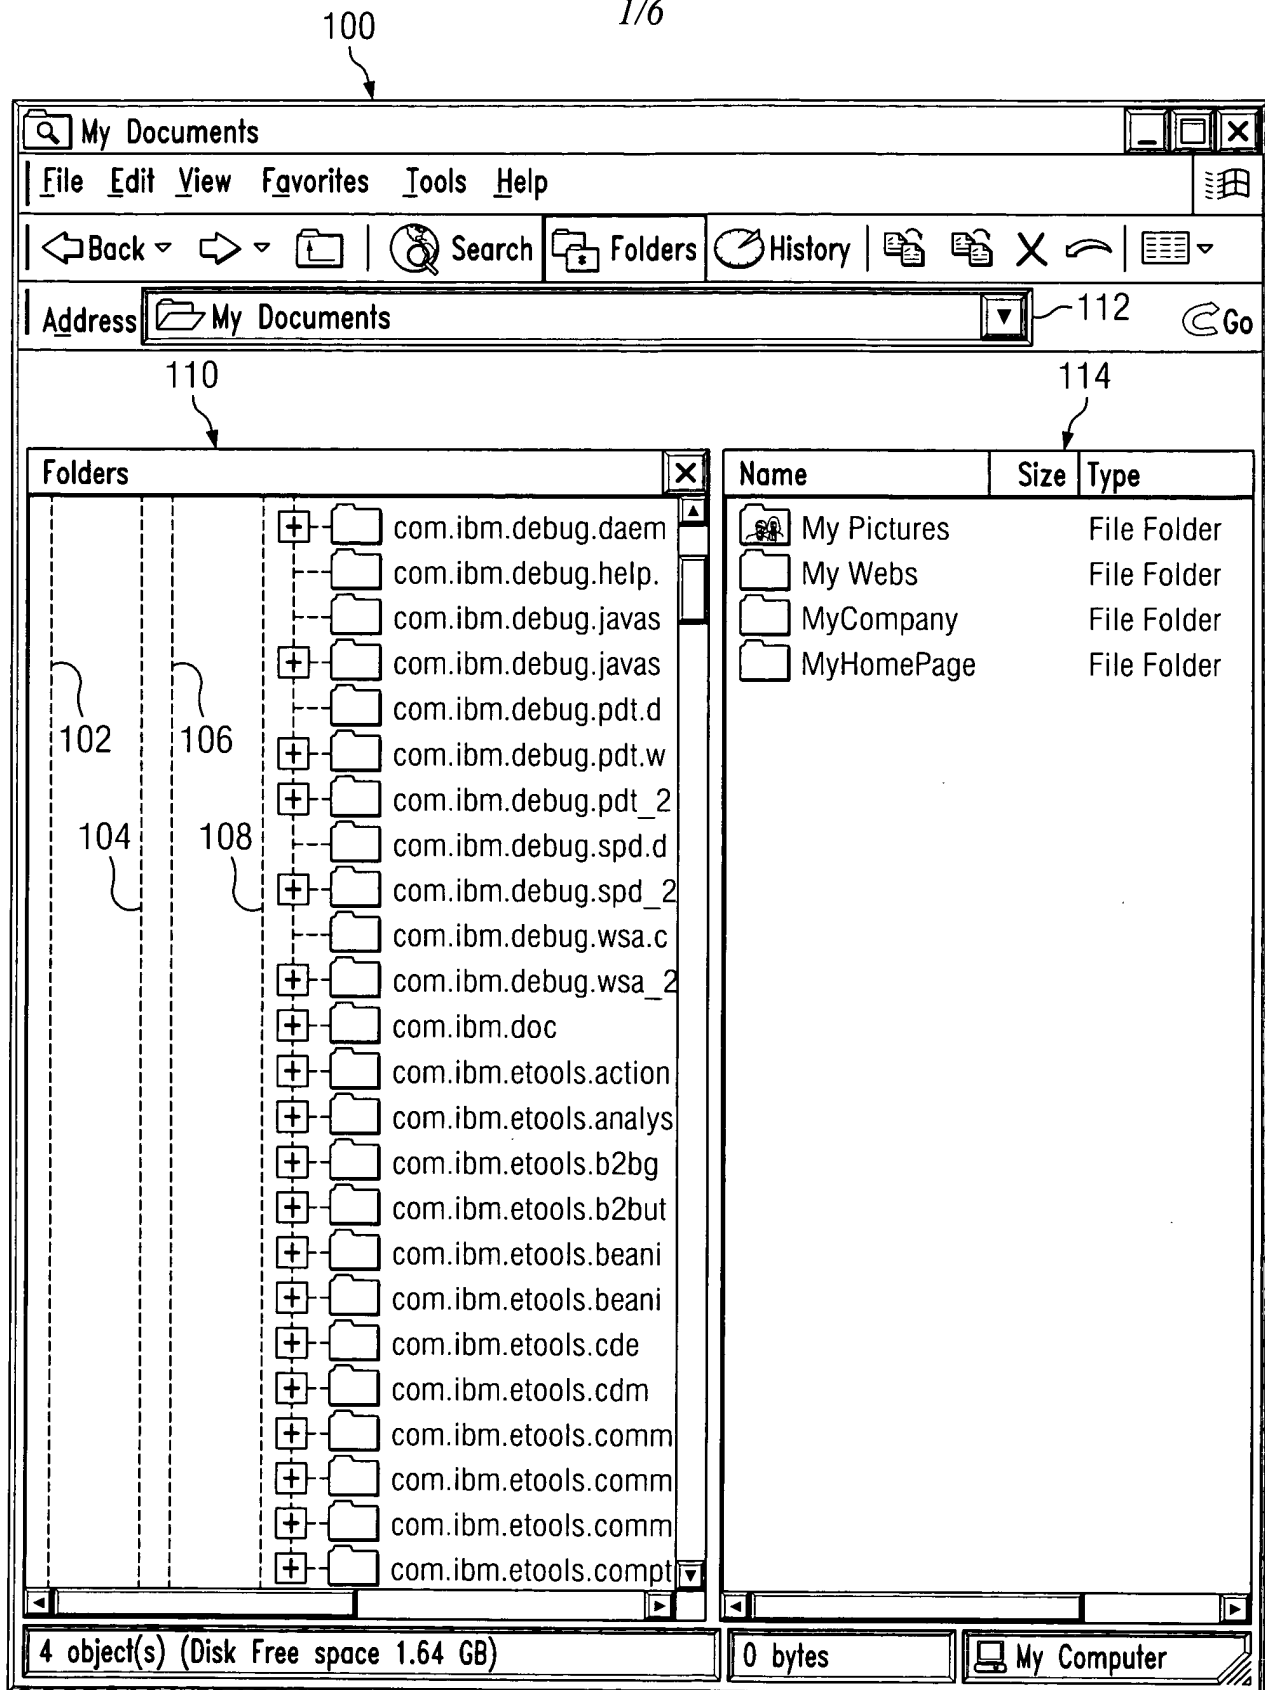 1/6
100
My Documents
File Edit View Favorites Tools Help
Back Search Folders History
Address My Documents 112 Go
110 114
Folders Name Size Type
com.ibm.debug.daem My Pictures File Folder
com.ibm.debug.help. My Webs File Folder
com.ibm.debug.javas MyCompany File Folder
com.ibm.debug.javas MyHomePage File Folder
com.ibm.debug.pdt.d
102 106 com.ibm.debug.pdt.w
com.ibm.debug.pdt_2
104 108 com.ibm.debug.spd.d
com.ibm.debug.spd_2
com.ibm.debug.wsa.c
com.ibm.debug.wsa_2
com.ibm.doc
com.ibm.etools.action
com.ibm.etools.analys
com.ibm.etools.b2bg
com.ibm.etools.b2but
com.ibm.etools.beani
com.ibm.etools.beani
com.ibm.etools.cde
com.ibm.etools.cdm
com.ibm.etools.comm
com.ibm.etools.comm
com.ibm.etools.comm
com.ibm.etools.compt
4 object(s) (Disk Free space 1.64 GB) 0 bytes My Computer